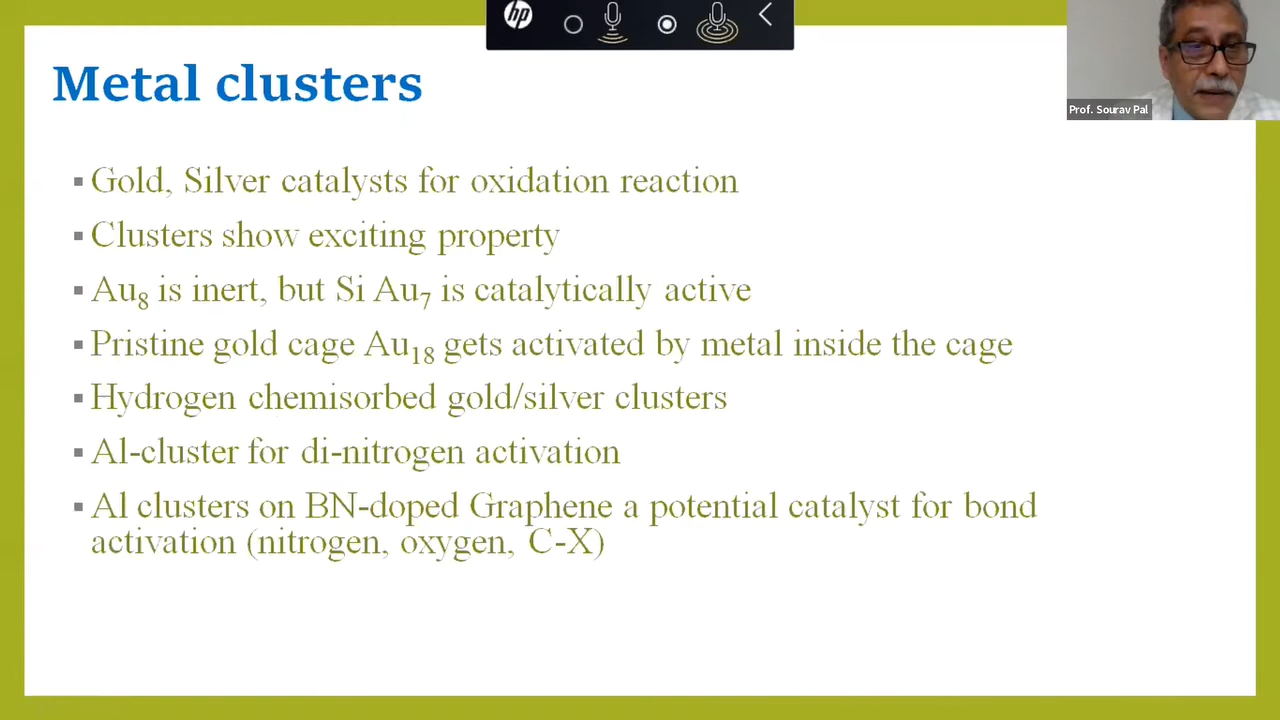 hp
Metal clusters
Prof. Sourav Pal
▪ Gold, Silver catalysts for oxidation reaction
▪ Clusters show exciting property
▪ Au₈ is inert, but Si Au₇ is catalytically active
▪ Pristine gold cage Au₁₈ gets activated by metal inside the cage
▪ Hydrogen chemisorbed gold/silver clusters
▪ Al-cluster for di-nitrogen activation
▪ Al clusters on BN-doped Graphene a potential catalyst for bond
activation (nitrogen, oxygen, C-X)